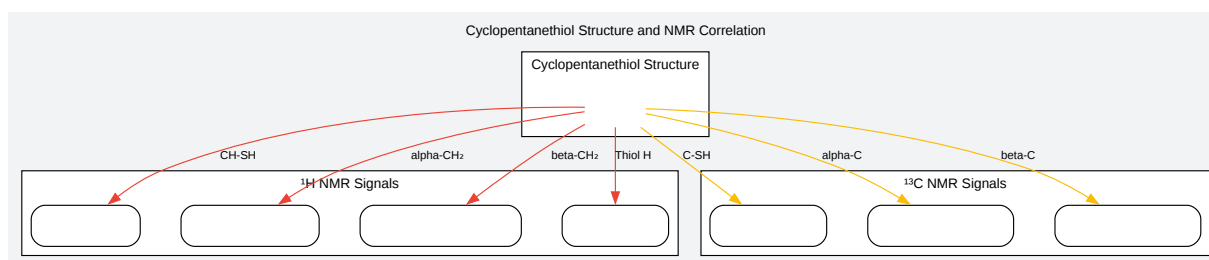 Cyclopentanethiol Structure and NMR Correlation
Cyclopentanethiol Structure
CH-SH
alpha-CH₂
beta-CH₂
Thiol H
C-SH
alpha-C
beta-C
¹H NMR Signals
¹³C NMR Signals